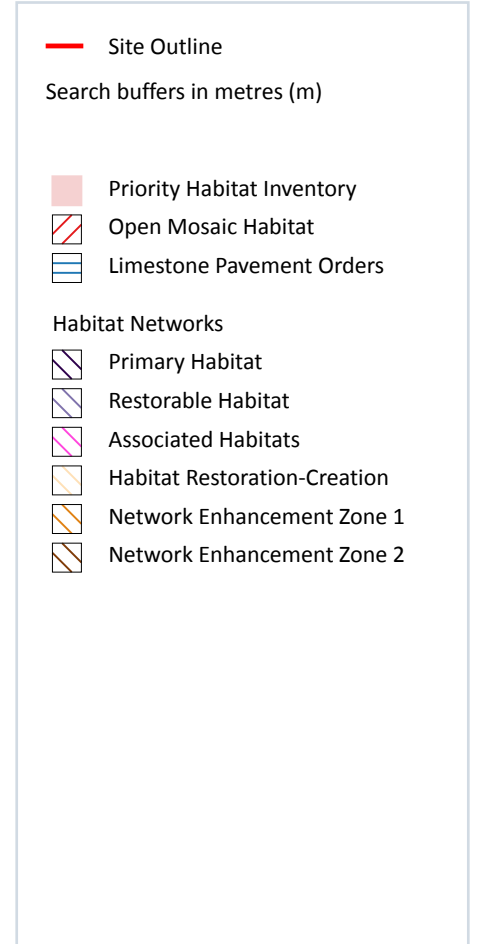 Site Outline
Search buffers in metres (m)
Priority Habitat Inventory
Open Mosaic Habitat
Limestone Pavement Orders
Habitat Networks
Primary Habitat
Restorable Habitat
Associated Habitats
Habitat Restoration-Creation
Network Enhancement Zone 1
Network Enhancement Zone 2